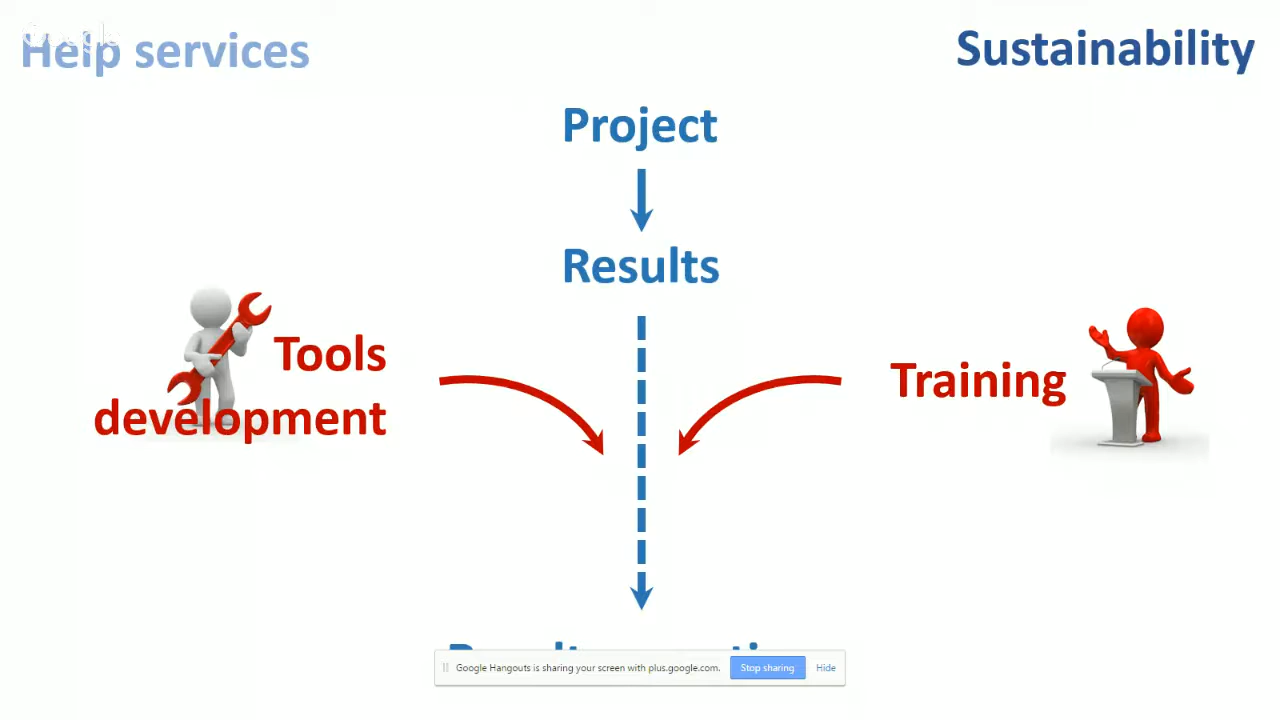 Google
Help services
Sustainability
Project
Results
Tools
development
Training
Google Hangouts is sharing your screen with plus.google.com.
Stop sharing
Hide